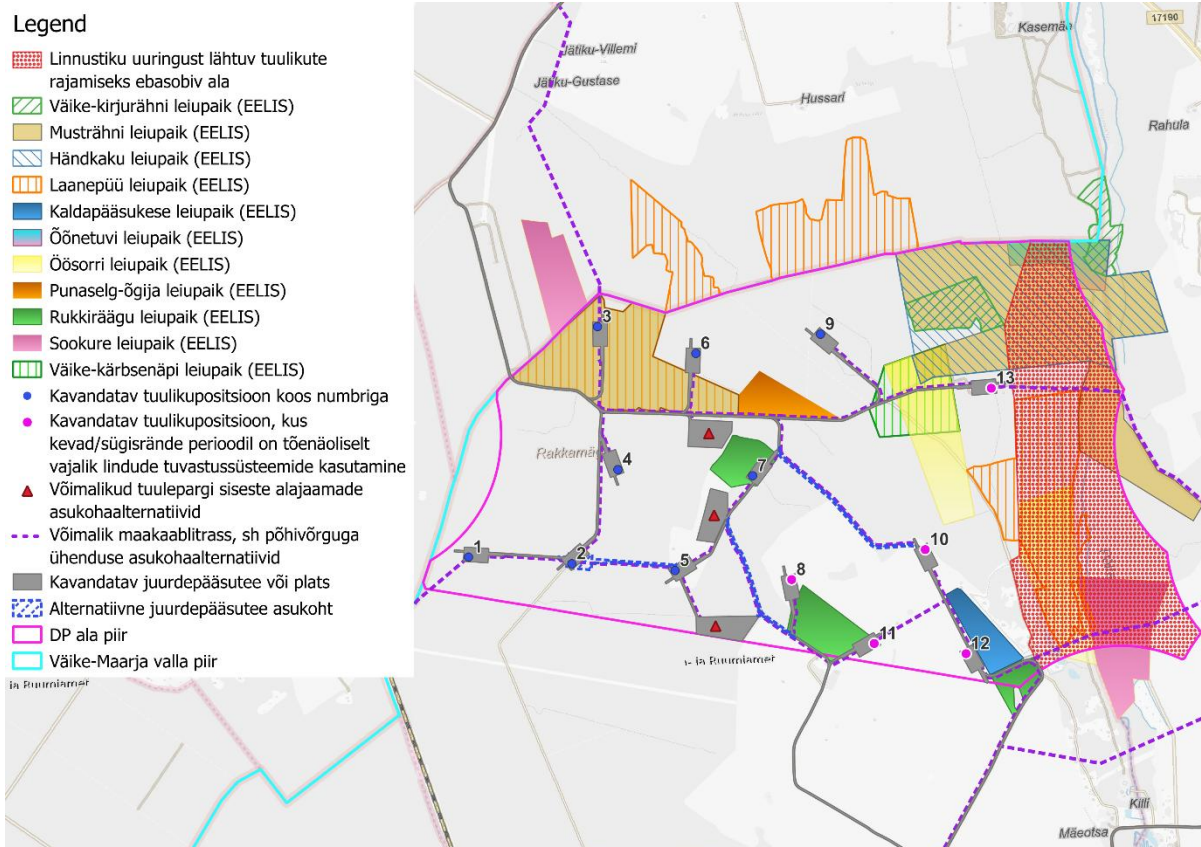 Legend
Linnustiku uuringust lähtuv tuulikute
rajamiseks ebasobiv ala
Väike-kirjurähni leiupaik (EELIS)
Musträhni leiupaik (EELIS)
Händkaku leiupaik (EELIS)
Laanepüü leiupaik (EELIS)
Kaldapääsukese leiupaik (EELIS)
Õõnetuvi leiupaik (EELIS)
Öösorri leiupaik (EELIS)
Punaselg-õgija leiupaik (EELIS)
Rukkiräägu leiupaik (EELIS)
Sookure leiupaik (EELIS)
Väike-kärbsenäpi leiupaik (EELIS)
Kavandatav tuulikupositsioon koos numbriga
Kavandatav tuulikupositsioon, kus
kevad/sügisrände perioodil on tõenäoliselt
vajalik lindude tuvastussüsteemide kasutamine
Võimalikud tuulepargi siseste alajaamade
asukohaalternatiivid
Võimalik maakaablitrass, sh põhivõrguga
ühenduse asukohaalternatiivid
Kavandatav juurdepääsutee või plats
Alternatiivne juurdepääsutee asukoht
DP ala piir
Väike-Maarja valla piir
17190
Kasemäe
Jätiku-Villemi
Jätiku-Gustase
Hussari
Rahula
3
9
6
13
4
7
10
1
2
5
8
11
12
Killi
Mäeotsa